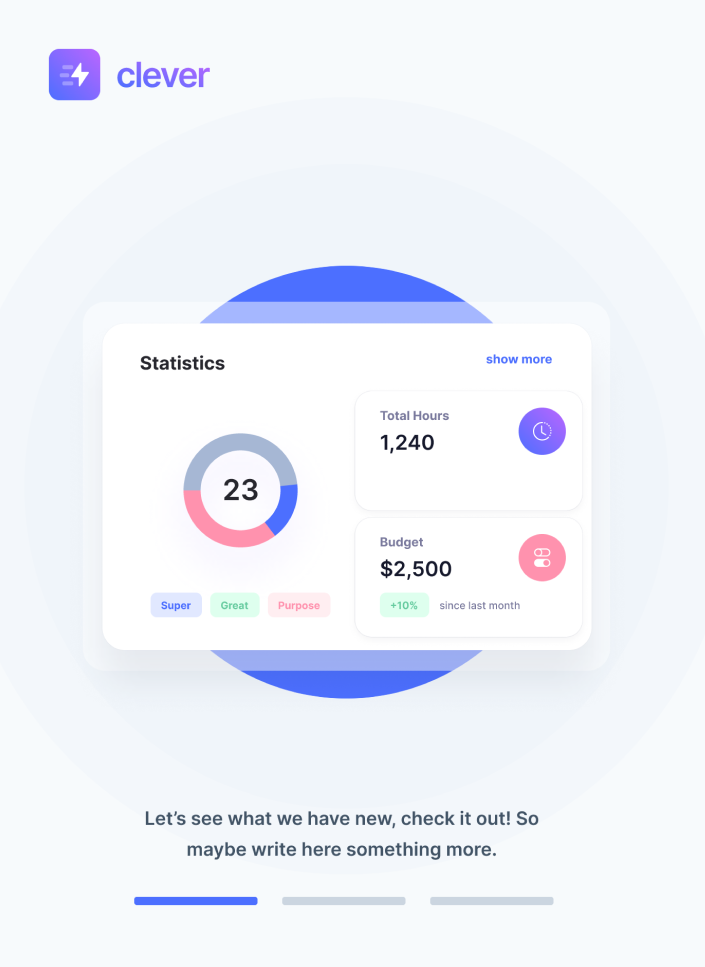 clever
Statistics
show more
23
Super
Great
Purpose
Total Hours
1,240
Budget
$2,500
+10%
since last month
Let’s see what we have new, check it out! So
maybe write here something more.